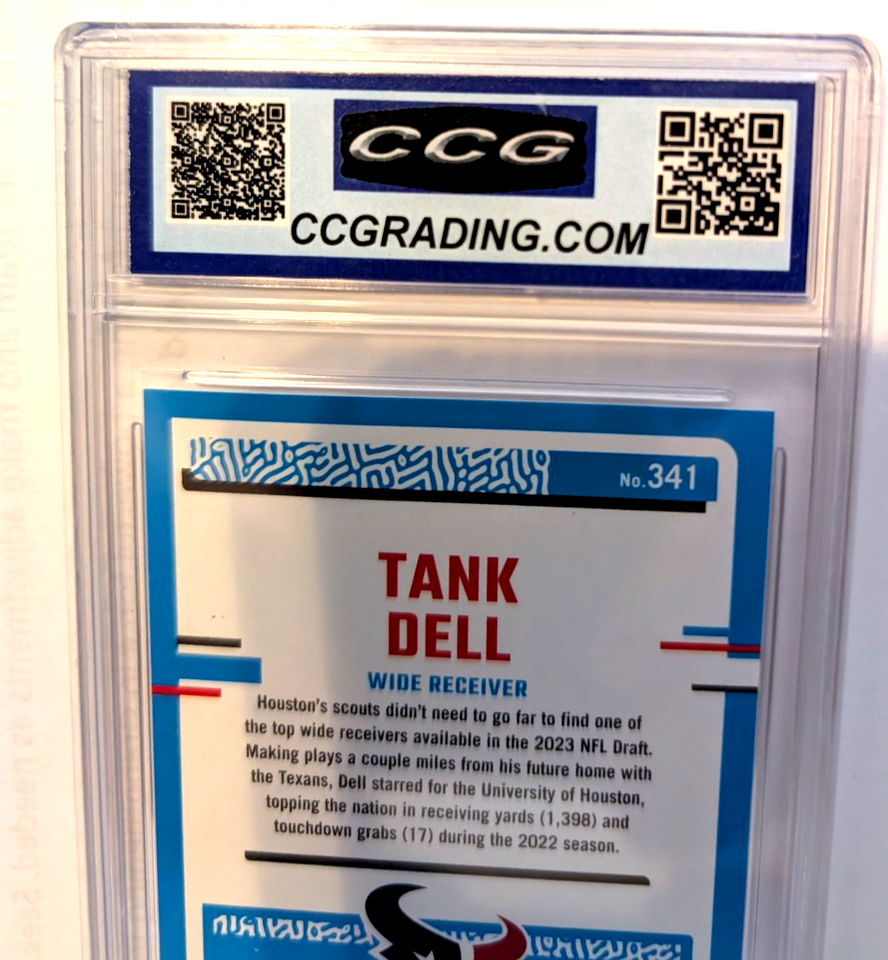 CCG
CCGRADING.COM
No.341
TANK
DELL
WIDE RECEIVER
Houston's scouts didn't need to go far to find one of
the top wide receivers available in the 2023 NFL Draft.
Making plays a couple miles from his future home with
the Texans, Dell starred for the University of Houston,
topping the nation in receiving yards (1,398) and
touchdown grabs (17) during the 2022 season.